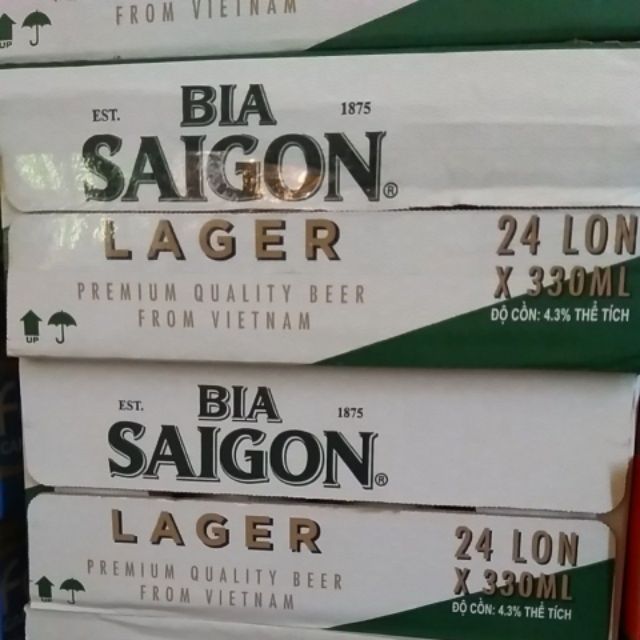 FROM VIETNAM
UP
BIA
EST. 1875
SAIGON®
LAGER
24 LON
X 330ML
PREMIUM QUALITY BEER
FROM VIETNAM
ĐỘ CỒN: 4.3% THỂ TÍCH
UP
BIA
EST. 1875
SAIGON®
LAGER
24 LON
X 330ML
PREMIUM QUALITY BEER
FROM VIETNAM
ĐỘ CỒN: 4.3% THỂ TÍCH